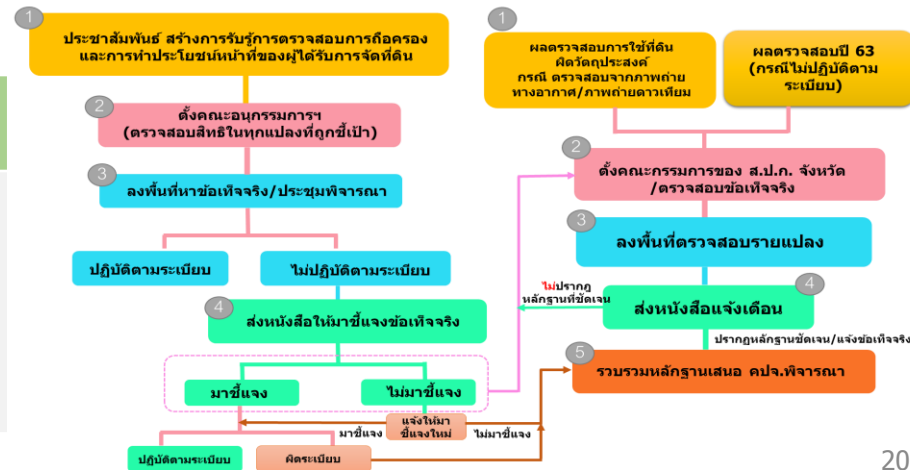 1
ประชาสัมพันธ์ สร้างการรับรู้การตรวจสอบการถือครอง
และการทำประโยชน์หน้าที่ของผู้ได้รับการจัดที่ดิน
2
ตั้งคณะอนุกรรมการฯ
(ตรวจสอบสิทธิในทุกแปลงที่ถูกชี้เป้า)
3
ลงพื้นที่หาข้อเท็จจริง/ประชุมพิจารณา
ปฏิบัติตามระเบียบ
ไม่ปฏิบัติตามระเบียบ
4
ส่งหนังสือให้มาชี้แจงข้อเท็จจริง
มาชี้แจง
ไม่มาชี้แจง
แจ้งให้มา
ชี้แจงใหม่
มาชี้แจง
ไม่มาชี้แจง
ปฏิบัติตามระเบียบ
ผิดระเบียบ
1
ผลตรวจสอบการใช้ที่ดิน
ผิดวัตถุประสงค์
กรณี ตรวจสอบจากภาพถ่าย
ทางอากาศ/ภาพถ่ายดาวเทียม
ผลตรวจสอบปี 63
(กรณีไม่ปฏิบัติตาม
ระเบียบ)
2
ตั้งคณะกรรมการของ ส.ป.ก. จังหวัด
/ตรวจสอบข้อเท็จจริง
3
ลงพื้นที่ตรวจสอบรายแปลง
ไม่ปรากฎ
หลักฐานที่ชัดเจน
4
ส่งหนังสือแจ้งเตือน
ปรากฎหลักฐานชัดเจน/แจ้งข้อเท็จจริง
5
รวบรวมหลักฐานเสนอ คปจ.พิจารณา
20